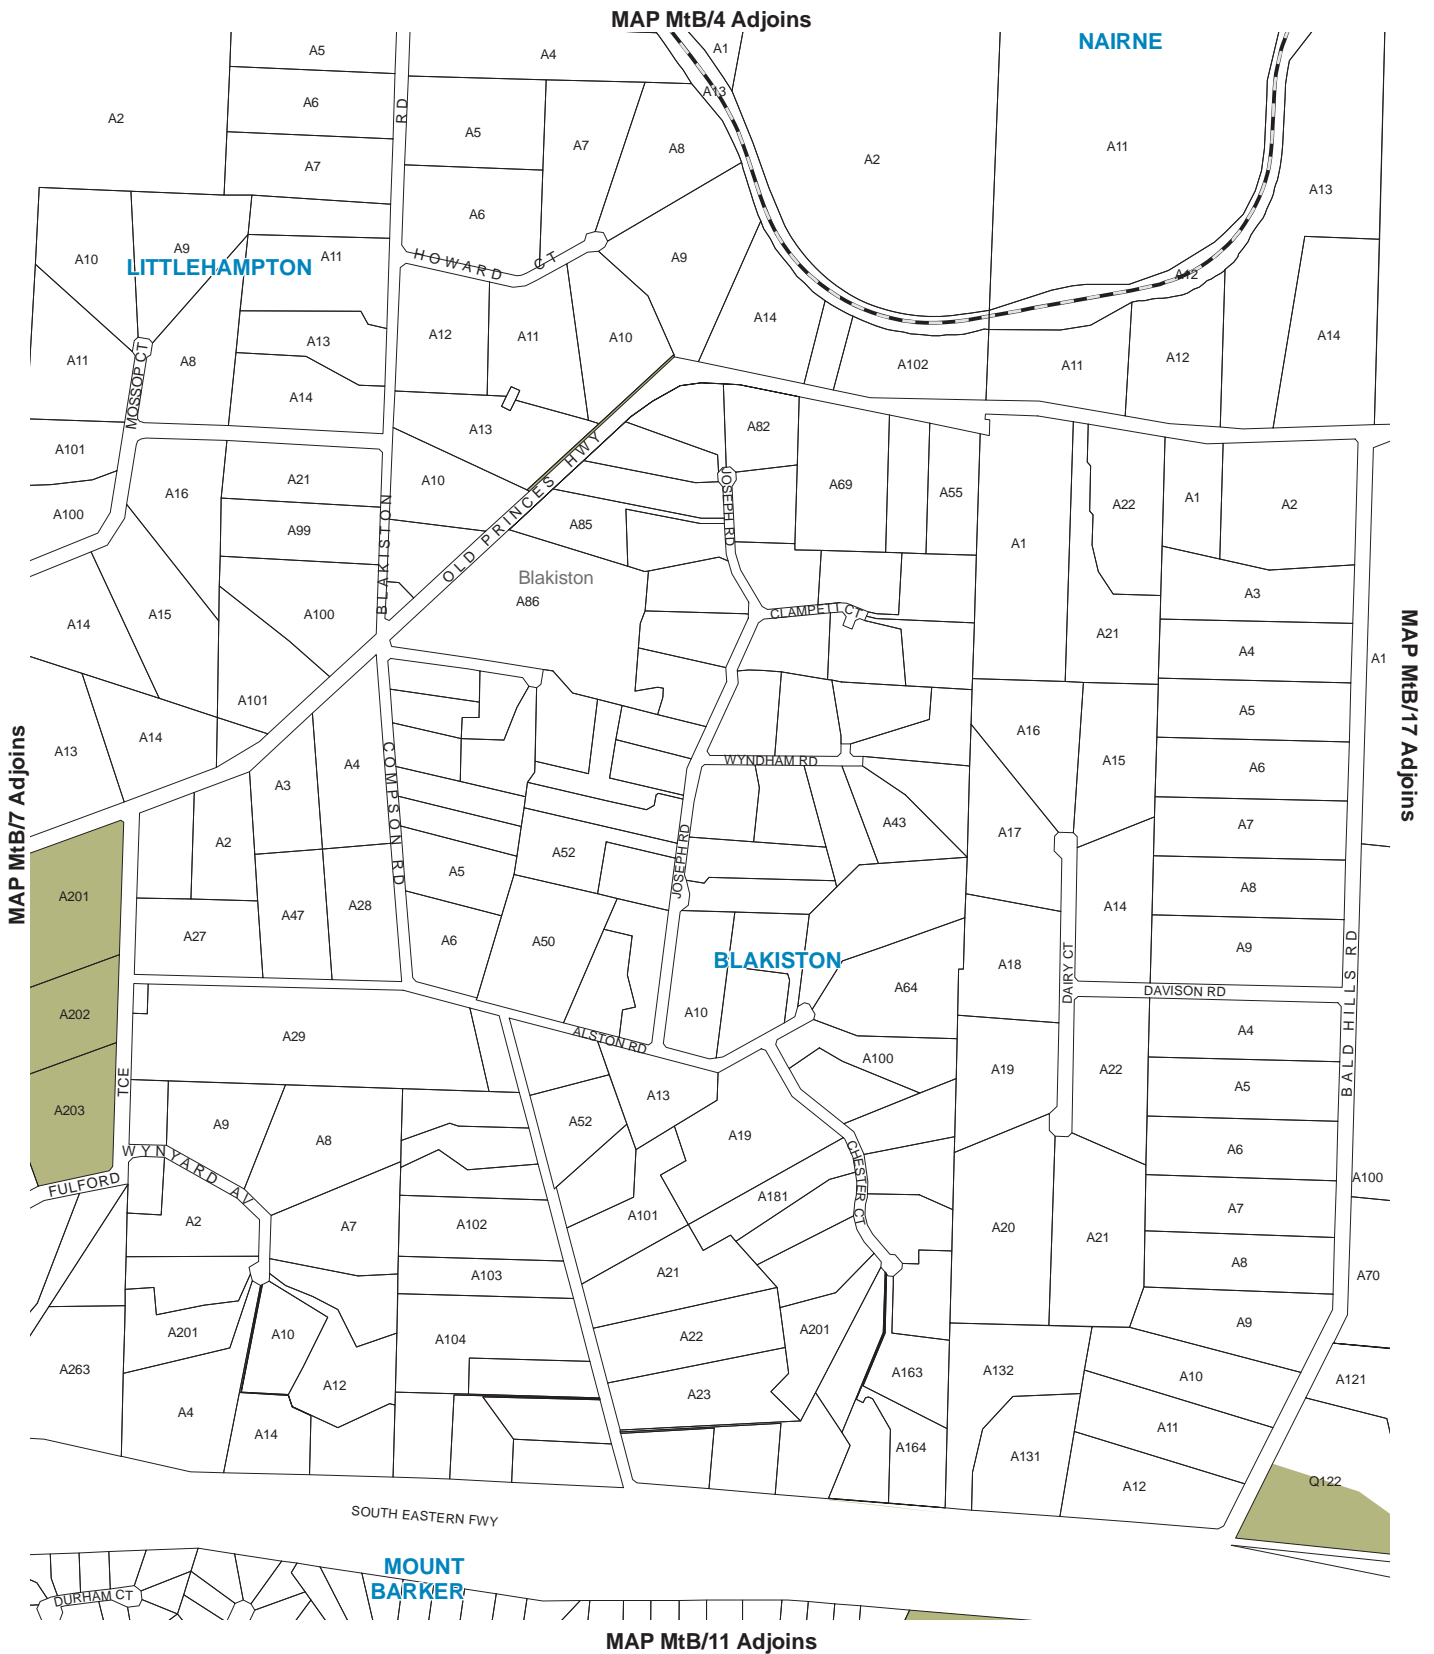 MAP MtB/4 Adjoins
NAIRNE
A5
A4
A1
A13
A6
RD
A2
A5
A7
A8
A2
A11
A7
A13
A6
A10
A9
LITTLEHAMPTON
A11
HOWARD CT
A9
A12
A14
A13
A12
A11
A10
A14
A102
A11
A12
A11
MOSSOP CT
A8
A14
A13
A82
A101
A21
A10
OLD PRINCES HWY
JOSEPH RD
A69
A55
A22
A1
A2
A16
A100
A99
BLAKISTON
A85
A1
Blakiston
A86
CLAMPETT CT
A3
A14
A15
A100
A21
A4
A1
MAP MtB/17 Adjoins
A101
A5
A13
A14
A16
MAP MtB/7 Adjoins
A4
COMPSON RD
WYNDHAM RD
A15
A6
A3
A43
A17
A7
A2
A52
JOSEPH RD
A5
A8
A201
A28
A47
A14
A27
A6
A50
BLAKISTON
A9
A18
DAIRY CT
DAVISON RD
BALD HILLS RD
A64
A202
A10
A29
ALSTON RD
A4
A100
A19
A22
TCE
A5
A203
A13
A9
A52
A8
A19
A6
WYNYARD AV
CHESTER CT
FULFORD
A100
A181
A2
A7
A102
A101
A20
A21
A7
A8
A103
A21
A70
A201
A10
A104
A22
A201
A9
A263
A12
A163
A132
A10
A121
A4
A23
A14
A164
A131
A11
A12
Q122
SOUTH EASTERN FWY
MOUNT
BARKER
DURHAM CT
MAP MtB/11 Adjoins